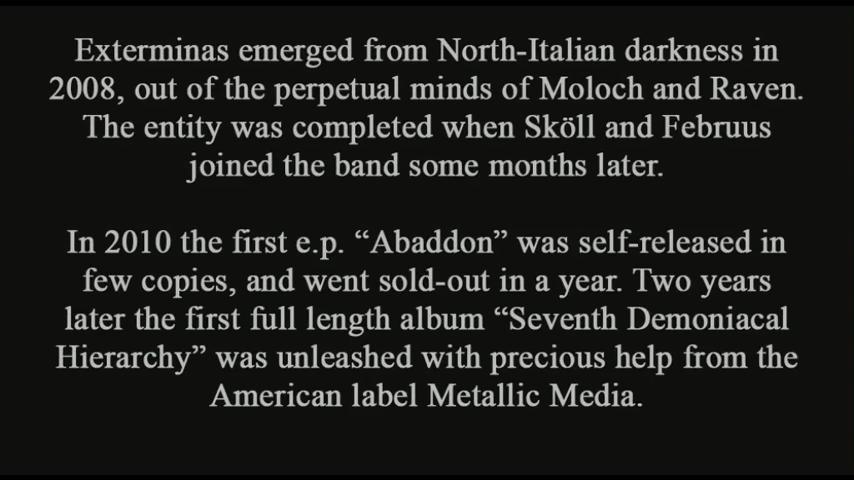 Exterminas emerged from North-Italian darkness in
2008, out of the perpetual minds of Moloch and Raven.
The entity was completed when Sköll and Februus
joined the band some months later.
In 2010 the first e.p. “Abaddon” was self-released in
few copies, and went sold-out in a year. Two years
later the first full length album “Seventh Demoniacal
Hierarchy” was unleashed with precious help from the
American label Metallic Media.